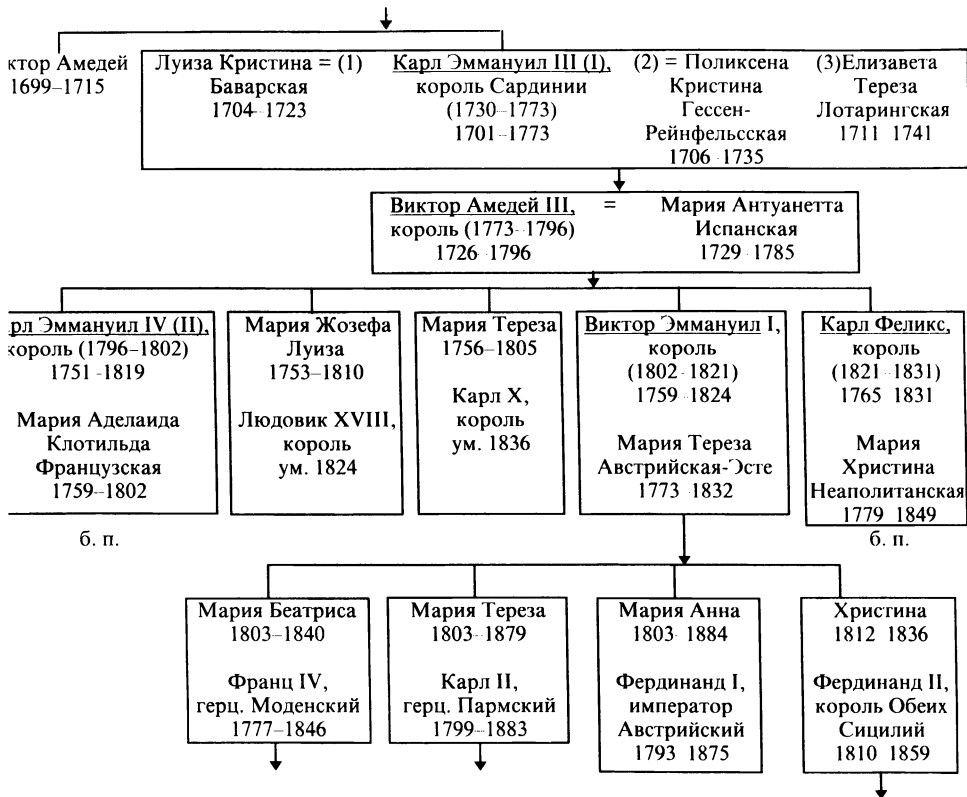 ктор Амедей
1699–1715
Луиза Кристина = (1)
Баварская
1704–1723
Карл Эммануил III (I),
король Сардинии
(1730–1773)
1701–1773
(2) = Поликсена
Кристина
Гессен-
Рейнфельсская
1706 1735
(3)Елизавета
Тереза
Лотарингская
1711 1741
Виктор Амедей III,
король (1773–1796)
1726 1796
=
Мария Антуанетта
Испанская
1729 1785
рл Эммануил IV (II),
король (1796–1802)
1751 -1819
Мария Аделаида
Клотильда
Французская
1759–1802
б. п.
Мария Жозефа
Луиза
1753–1810
Людовик XVIII,
король
ум. 1824
Мария Тереза
1756–1805
Карл X,
король
ум. 1836
Виктор Эммануил I,
король
(1802–1821)
1759–1824
Мария Тереза
Австрийская-Эсте
1773 1832
Карл Феликс,
король
(1821–1831)
1765 1831
Мария
Христина
Неаполитанская
1779 1849
б. п.
Мария Беатриса
1803–1840
Франц IV,
герц. Моденский
1777–1846
Мария Тереза
1803–1879
Карл II,
герц. Пармский
1799–1883
Мария Анна
1803 1884
Фердинанд I,
император
Австрийский
1793 1875
Христина
1812 1836
Фердинанд II,
король Обеих
Сицилий
1810 1859